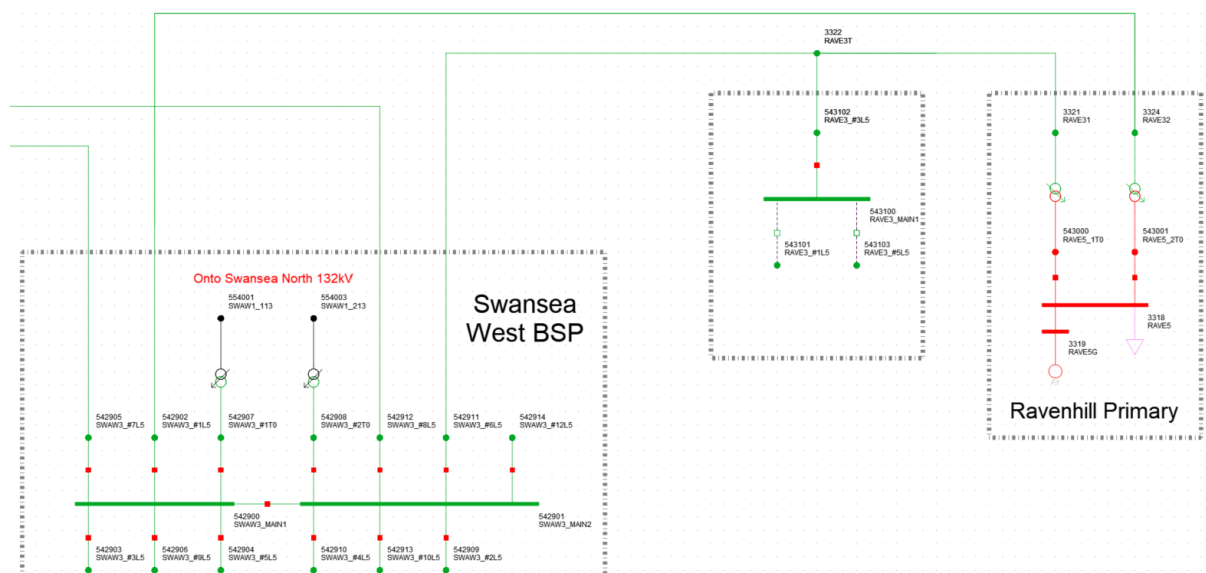 3322
RAVE3T
543102
RAVE3_#3L5
3321
RAVE31
3324
RAVE32
543100
RAVE3_MAIN1
543101
RAVE3_#1L5
543103
RAVE3_#5L5
543000
RAVE5_1T0
543001
RAVE5_2T0
3318
RAVE5
3319
RAVE5G
Ravenhill Primary
Onto Swansea North 132kV
Swansea
West BSP
554001
SWAW1_113
554003
SWAW1_213
542905
SWAW3_#7L5
542902
SWAW3_#1L5
542907
SWAW3_#1T0
542908
SWAW3_#2T0
542912
SWAW3_#8L5
542911
SWAW3_#6L5
542914
SWAW3_#12L5
542900
SWAW3_MAIN1
542901
SWAW3_MAIN2
542903
SWAW3_#3L5
542906
SWAW3_#9L5
542904
SWAW3_#5L5
542910
SWAW3_#4L5
542913
SWAW3_#10L5
542909
SWAW3_#2L5